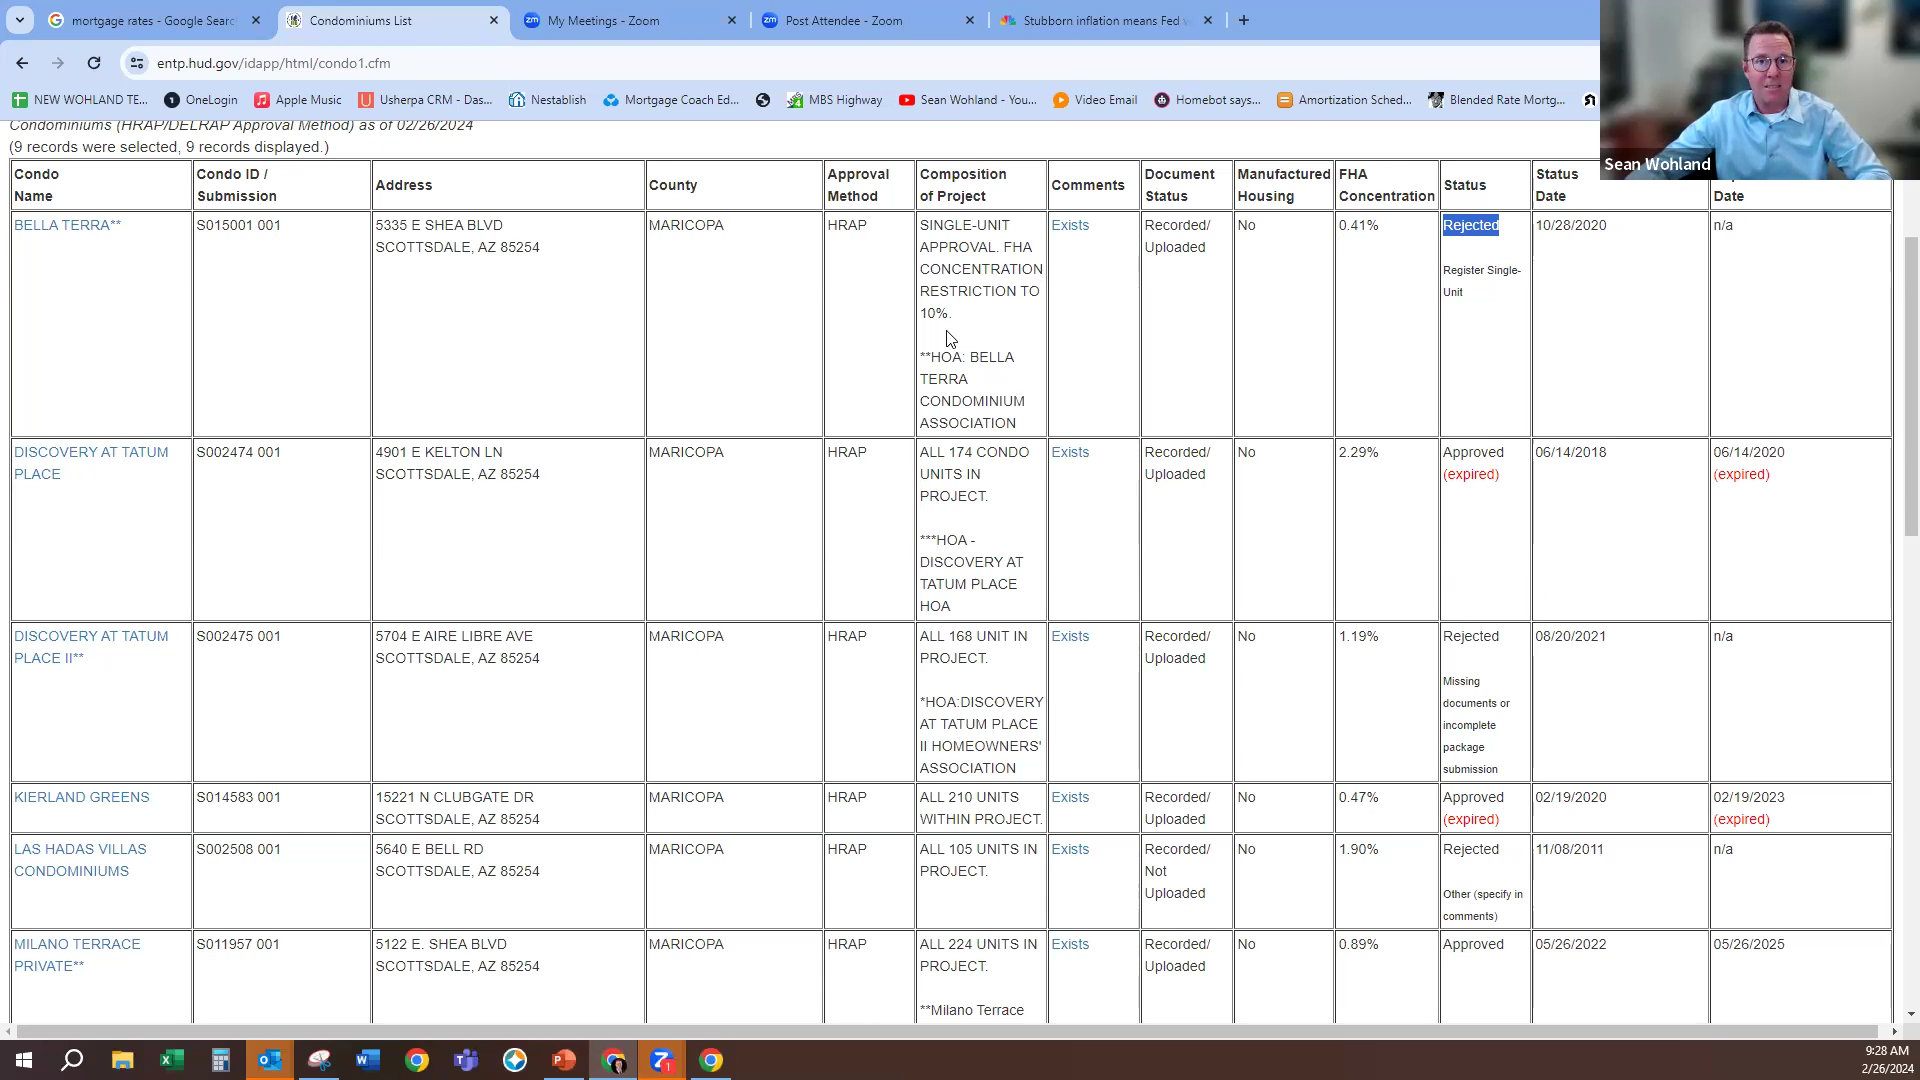 mortgage rates - Google Searc
Condominiums List
My Meetings - Zoom
Post Attendee - Zoom
Stubborn inflation means Fed w
entp.hud.gov/idapp/html/condo1.cfm
NEW WOHLAND TE...
OneLogin
Apple Music
Usherpa CRM - Das...
Nestablish
Mortgage Coach Ed...
MBS Highway
Sean Wohland - You...
Video Email
Homebot says...
Amortization Sched...
Blended Rate Mortg...
Sean Wohland
Condominiums (HRAP/DELRAP Approval Method) as of 02/26/2024
(9 records were selected, 9 records displayed.)
Condo
Name
Condo ID /
Submission
Address
County
Approval
Method
Composition
of Project
Comments
Document
Status
Manufactured
Housing
FHA
Concentration
Status
Status
Date
Date
BELLA TERRA**
S015001 001
5335 E SHEA BLVD
SCOTTSDALE, AZ 85254
MARICOPA
HRAP
SINGLE-UNIT
APPROVAL. FHA
CONCENTRATION
RESTRICTION TO
10%.
**HOA: BELLA
TERRA
CONDOMINIUM
ASSOCIATION
Exists
Recorded/
Uploaded
No
0.41%
Rejected
Register Single-
Unit
10/28/2020
n/a
DISCOVERY AT TATUM
PLACE
S002474 001
4901 E KELTON LN
SCOTTSDALE, AZ 85254
MARICOPA
HRAP
ALL 174 CONDO
UNITS IN
PROJECT.
***HOA -
DISCOVERY AT
TATUM PLACE
HOA
Exists
Recorded/
Uploaded
No
2.29%
Approved
(expired)
06/14/2018
06/14/2020
(expired)
DISCOVERY AT TATUM
PLACE II**
S002475 001
5704 E AIRE LIBRE AVE
SCOTTSDALE, AZ 85254
MARICOPA
HRAP
ALL 168 UNIT IN
PROJECT.
*HOA:DISCOVERY
AT TATUM PLACE
II HOMEOWNERS'
ASSOCIATION
Exists
Recorded/
Uploaded
No
1.19%
Rejected
Missing
documents or
incomplete
package
submission
08/20/2021
n/a
KIERLAND GREENS
S014583 001
15221 N CLUBGATE DR
SCOTTSDALE, AZ 85254
MARICOPA
HRAP
ALL 210 UNITS
WITHIN PROJECT.
Exists
Recorded/
Uploaded
No
0.47%
Approved
(expired)
02/19/2020
02/19/2023
(expired)
LAS HADAS VILLAS
CONDOMINIUMS
S002508 001
5640 E BELL RD
SCOTTSDALE, AZ 85254
MARICOPA
HRAP
ALL 105 UNITS IN
PROJECT.
Exists
Recorded/
Not
Uploaded
No
1.90%
Rejected
Other (specify in
comments)
11/08/2011
n/a
MILANO TERRACE
PRIVATE**
S011957 001
5122 E. SHEA BLVD
SCOTTSDALE, AZ 85254
MARICOPA
HRAP
ALL 224 UNITS IN
PROJECT.
**Milano Terrace
Exists
Recorded/
Uploaded
No
0.89%
Approved
05/26/2022
05/26/2025
9:28 AM
2/26/2024